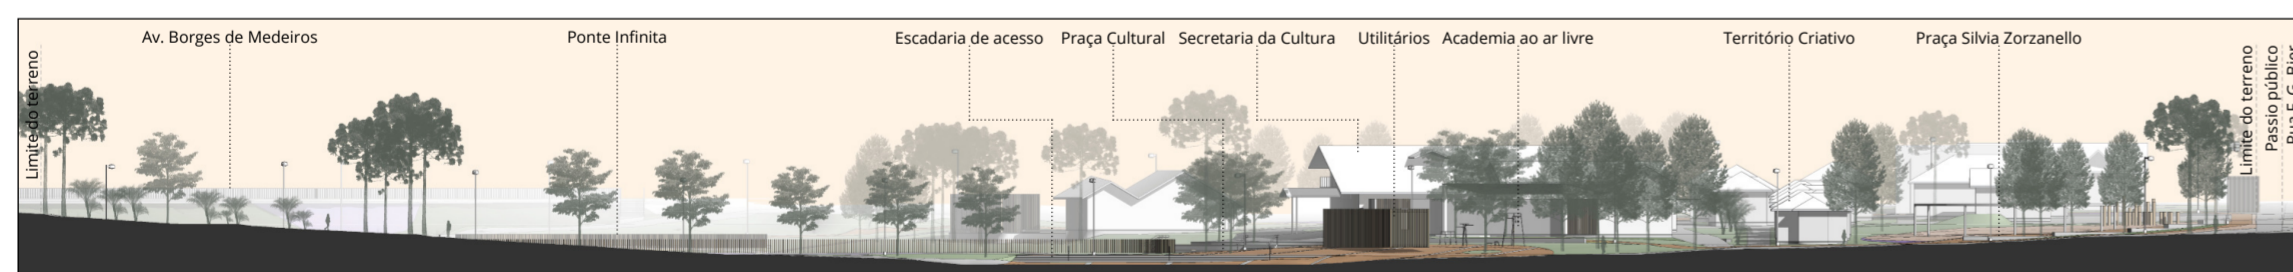 Limite do terreno
Av. Borges de Medeiros
Ponte Infinita
Escadaria de acesso
Praça Cultural
Secretaria da Cultura
Utilitários
Academia ao ar livre
Território Criativo
Praça Silvia Zorzanello
Limite do terreno
Passio público